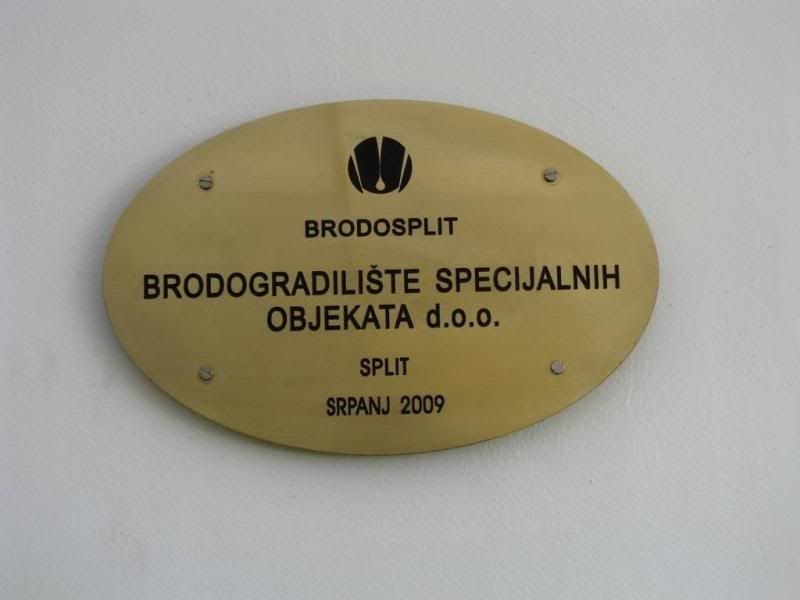 BRODOSPLIT
BRODOGRADILIŠTE SPECIJALNIH
OBJEKATA d.o.o.
SPLIT
SRPANJ 2009